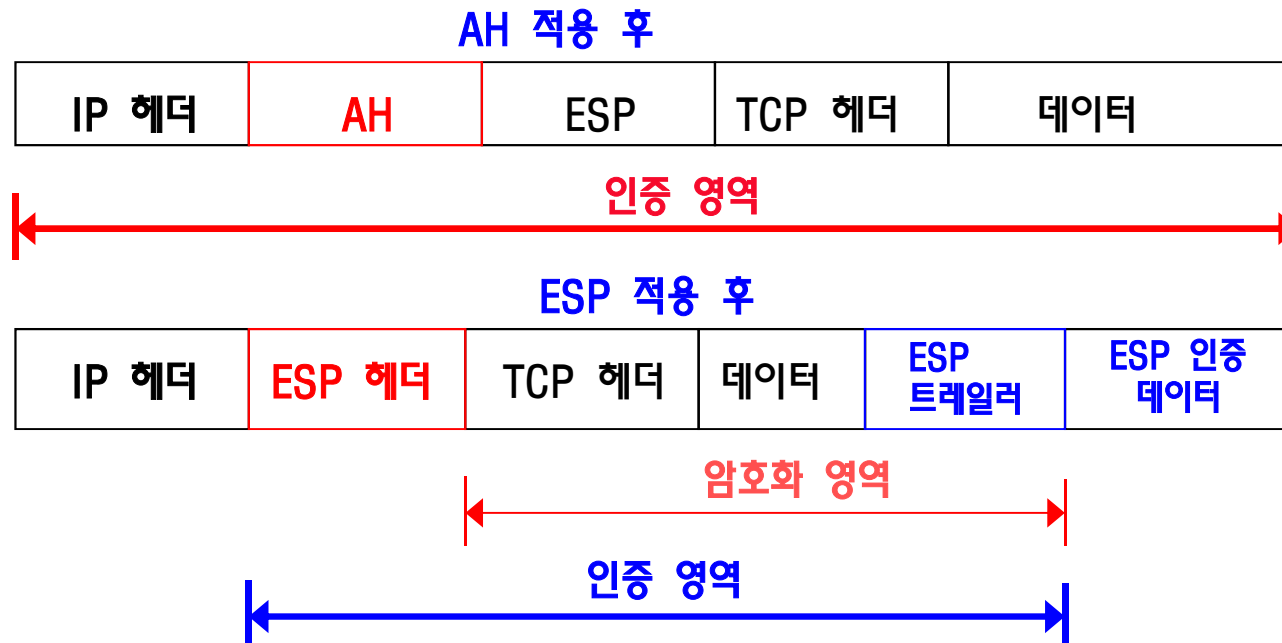 AH 적용 후
IP 헤더 AH ESP TCP 헤더 데이터
인증 영역
ESP 적용 후
IP 헤더 ESP 헤더 TCP 헤더 데이터 ESP 트레일러 ESP 인증 데이터
암호화 영역
인증 영역